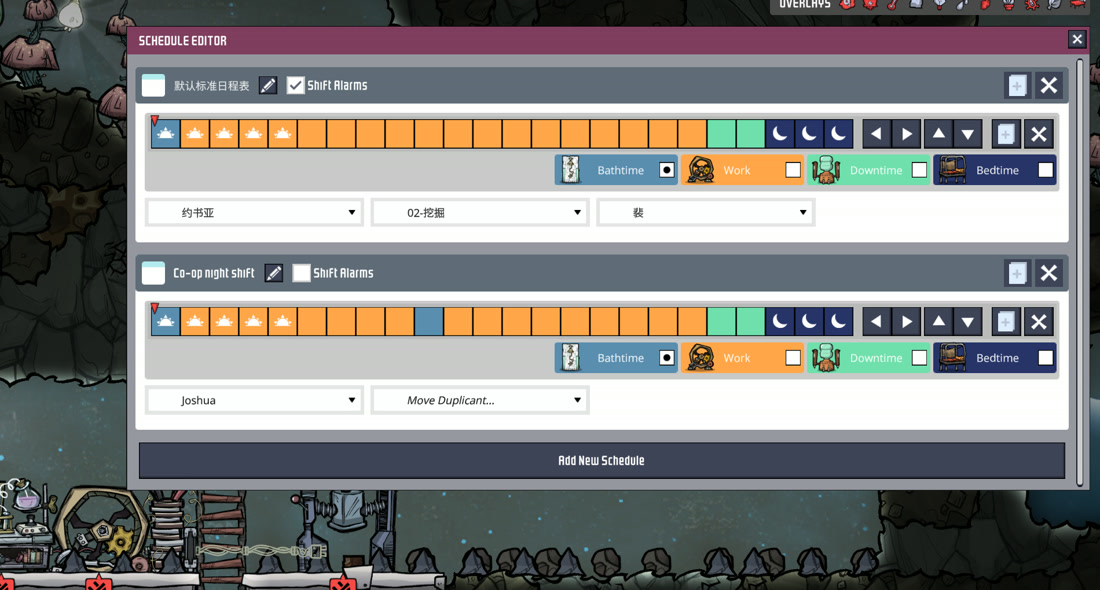 OVERLAYS
SCHEDULE EDITOR
默认标准日程表 Shift Alarms
Bathtime Work Downtime Bedtime
约书亚 02-挖掘 裴
Co-op night shift Shift Alarms
Bathtime Work Downtime Bedtime
Joshua Move Duplicant...
Add New Schedule